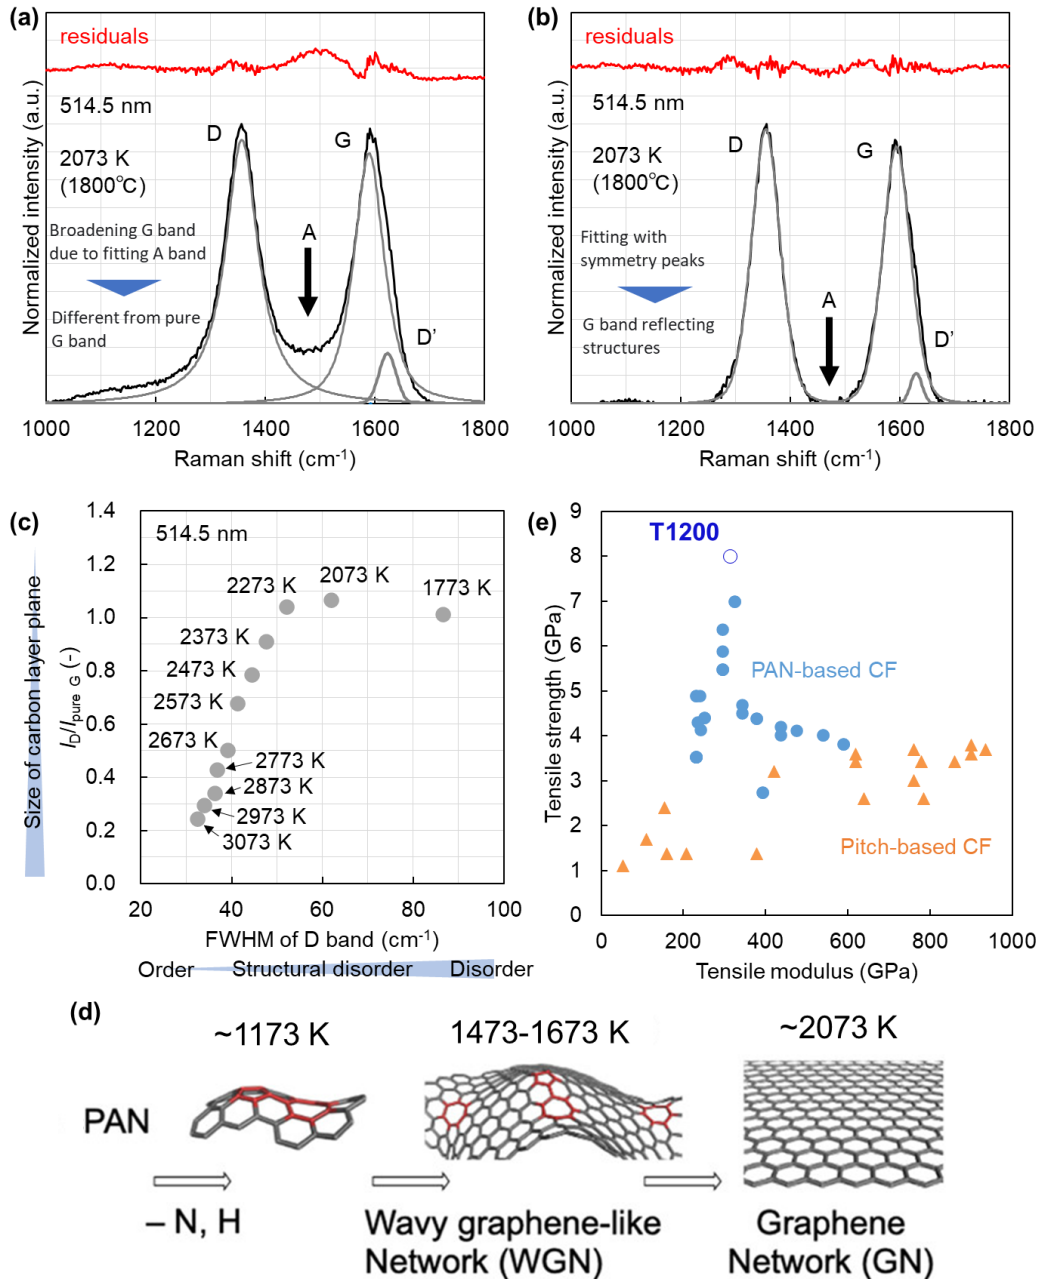 (a)
residuals
514.5 nm
2073 K
(1800℃)
Broadening G band
due to fitting A band
Different from pure
G band
D
G
A
D'
Normalized intensity (a.u.)
1000 1200 1400 1600 1800
Raman shift (cm⁻¹)
(b)
residuals
514.5 nm
2073 K
(1800℃)
Fitting with
symmetry peaks
G band reflecting
structures
D
G
A
D'
Normalized intensity (a.u.)
1000 1200 1400 1600 1800
Raman shift (cm⁻¹)
(c)
Size of carbon layer plane
I_D/I_pure G (-)
1.4
1.2
1.0
0.8
0.6
0.4
0.2
0.0
514.5 nm
2073 K
2273 K
1773 K
2373 K
2473 K
2573 K
2673 K
2773 K
2873 K
2973 K
3073 K
20 40 60 80 100
FWHM of D band (cm⁻¹)
Order Structural disorder Disorder
(e)
Tensile strength (GPa)
9
8
7
6
5
4
3
2
1
0
T1200
PAN-based CF
Pitch-based CF
0 200 400 600 800 1000
Tensile modulus (GPa)
(d)
~1173 K
1473-1673 K
~2073 K
PAN
– N, H
Wavy graphene-like
Network (WGN)
Graphene
Network (GN)